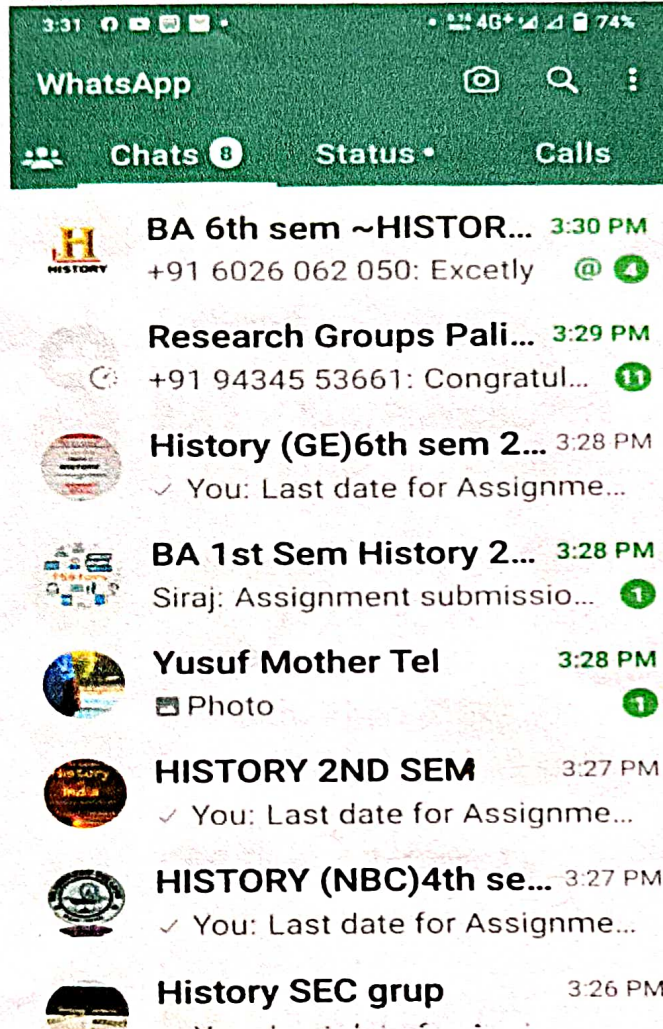 3:31 4G+ 74%
WhatsApp
Chats 8 Status Calls
HISTORY
BA 6th sem ~HISTOR... 3:30 PM
+91 6026 062 050: Excetly @ 4
Research Groups Pali... 3:29 PM
+91 94345 53661: Congratul... 11
History (GE)6th sem 2... 3:28 PM
You: Last date for Assignme...
BA 1st Sem History 2... 3:28 PM
Siraj: Assignment submissio... 1
Yusuf Mother Tel 3:28 PM
Photo 1
HISTORY 2ND SEM 3:27 PM
You: Last date for Assignme...
HISTORY (NBC)4th se... 3:27 PM
You: Last date for Assignme...
History SEC grup 3:26 PM